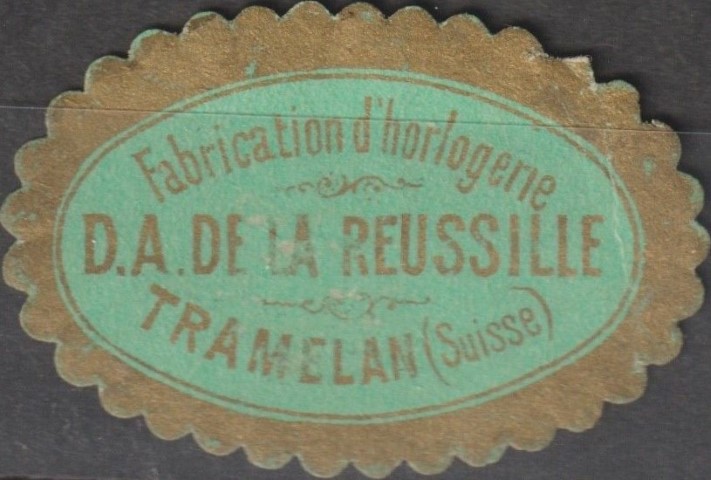 Fabrication d'horlogerie
D.A. DE LA REUSSILLE
TRAMELAN (Suisse)